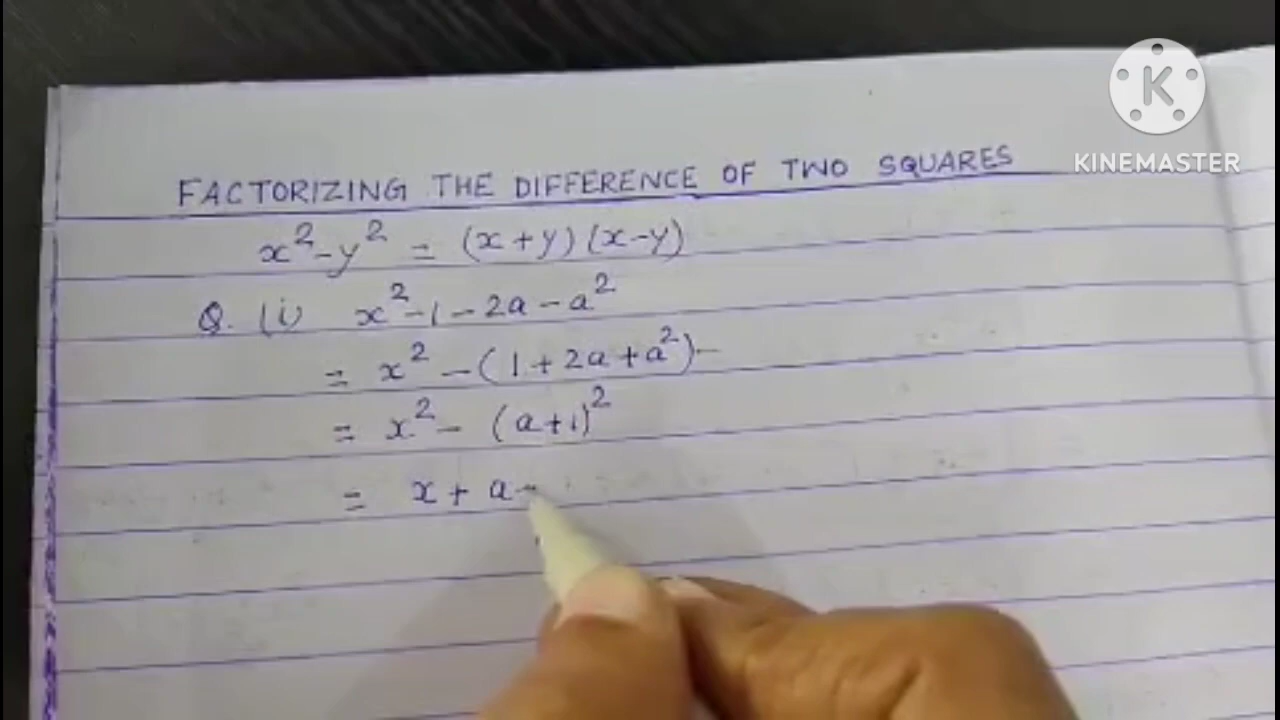 K
KINEMASTER
FACTORIZING THE DIFFERENCE OF TWO SQUARES
x² - y² = (x + y) (x - y)
Q. (i) x² - 1 - 2a - a²
= x² - (1 + 2a + a²) -
= x² - (a + 1)²
= x + a -